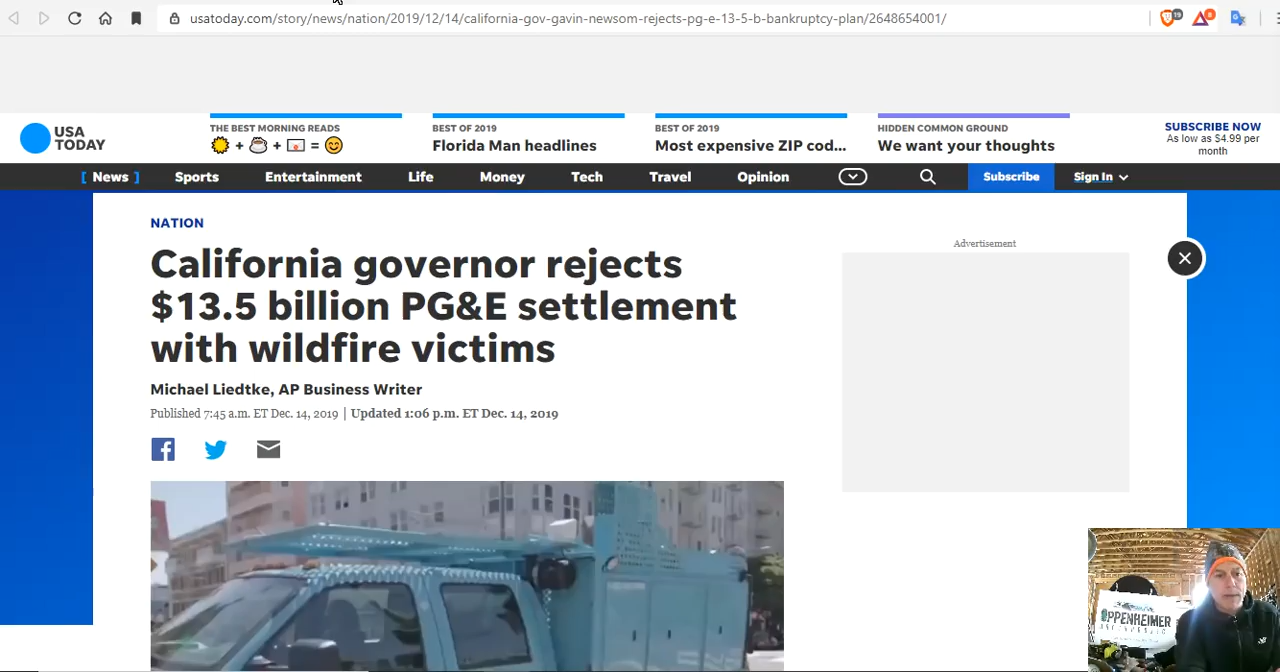 usatoday.com/story/news/nation/2019/12/14/california-gov-gavin-newsom-rejects-pg-e-13-5-b-bankruptcy-plan/2648654001/
USA TODAY
THE BEST MORNING READS
+ + =
BEST OF 2019
Florida Man headlines
BEST OF 2019
Most expensive ZIP cod...
HIDDEN COMMON GROUND
We want your thoughts
SUBSCRIBE NOW
As low as $4.99 per
month
[ News ] Sports Entertainment Life Money Tech Travel Opinion Subscribe Sign In
NATION
California governor rejects
$13.5 billion PG&E settlement
with wildfire victims
Michael Liedtke, AP Business Writer
Published 7:45 a.m. ET Dec. 14, 2019 | Updated 1:06 p.m. ET Dec. 14, 2019
Advertisement
OPPENHEIMER